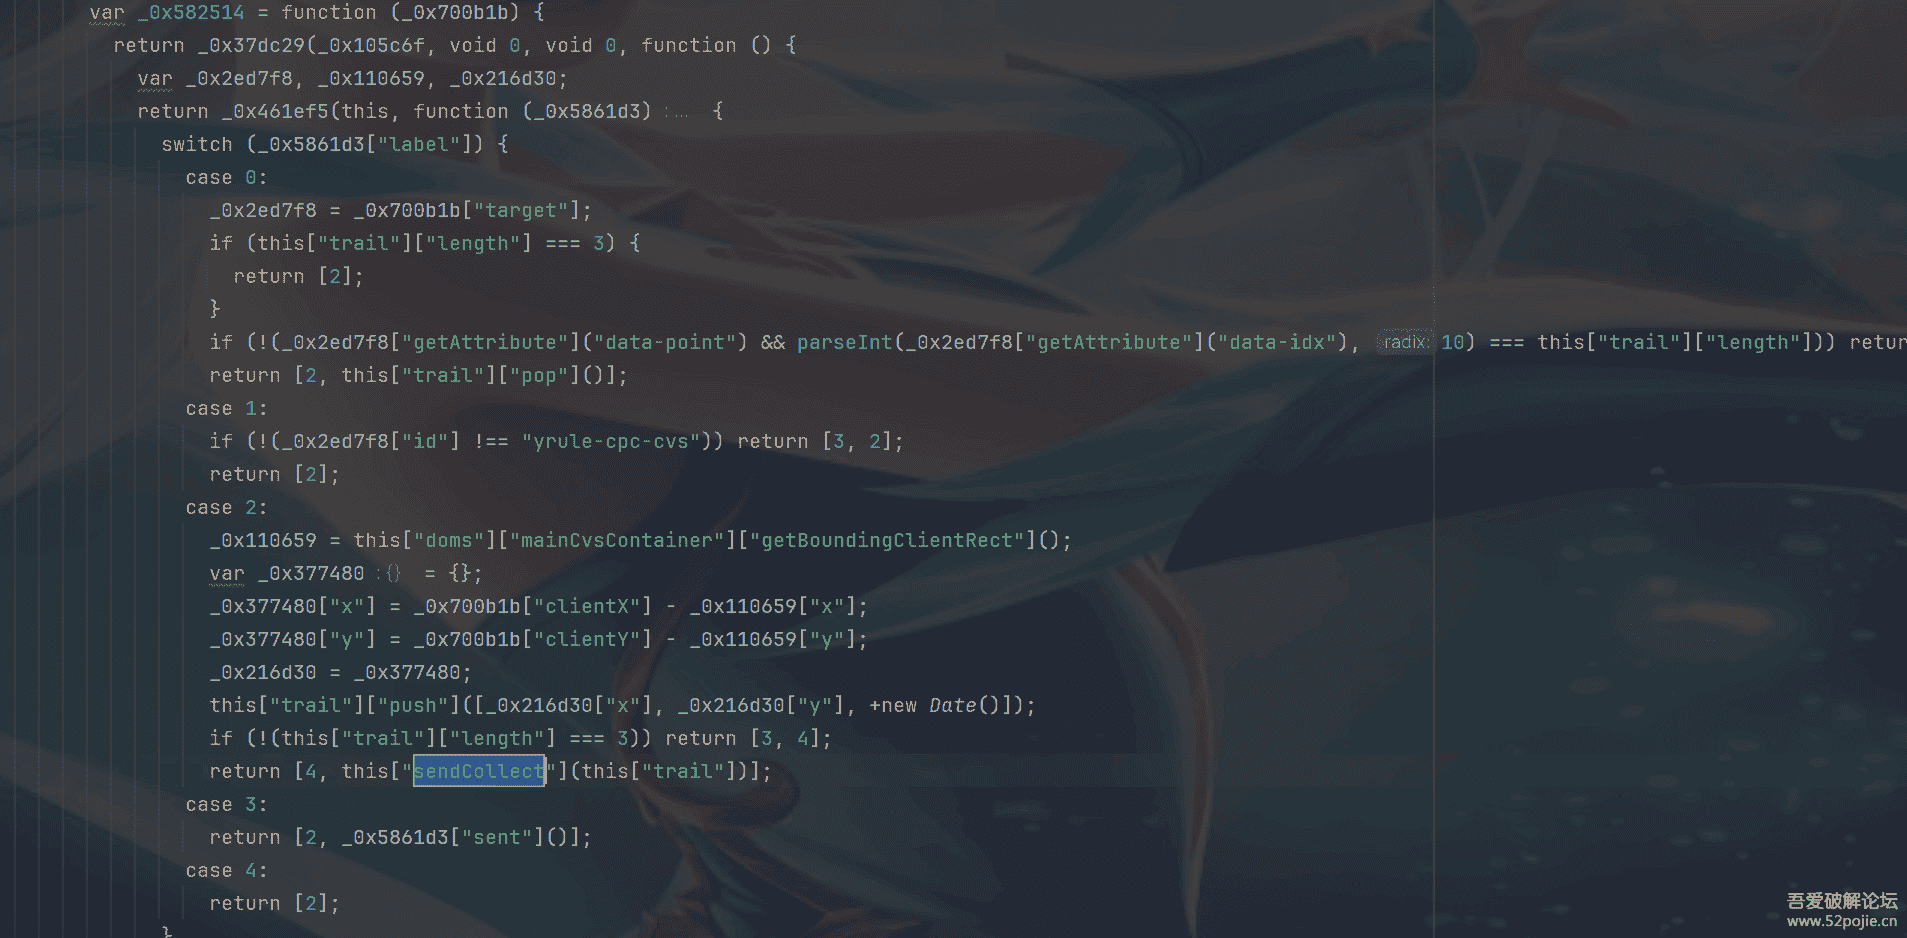 var _0x582514 = function (_0x700b1b) {
return _0x37dc29(_0x105c6f, void 0, void 0, function () {
var _0x2ed7f8, _0x110659, _0x216d30;
return _0x461ef5(this, function (_0x5861d3) :... {
switch (_0x5861d3["label"]) {
case 0:
_0x2ed7f8 = _0x700b1b["target"];
if (this["trail"]["length"] === 3) {
return [2];
}
if (!(_0x2ed7f8["getAttribute"]("data-point") && parseInt(_0x2ed7f8["getAttribute"]("data-idx"), radix: 10) === this["trail"]["length"])) retur
return [2, this["trail"]["pop"]()];
case 1:
if (!(_0x2ed7f8["id"] !== "yrule-cpc-cvs")) return [3, 2];
return [2];
case 2:
_0x110659 = this["doms"]["mainCvsContainer"]["getBoundingClientRect"]();
var _0x377480 :{} = {};
_0x377480["x"] = _0x700b1b["clientX"] - _0x110659["x"];
_0x377480["y"] = _0x700b1b["clientY"] - _0x110659["y"];
_0x216d30 = _0x377480;
this["trail"]["push"]([_0x216d30["x"], _0x216d30["y"], +new Date()]);
if (!(this["trail"]["length"] === 3)) return [3, 4];
return [4, this["sendCollect"](this["trail"])];
case 3:
return [2, _0x5861d3["sent"]()];
case 4:
return [2];
}
吾爱破解论坛
www.52pojie.cn